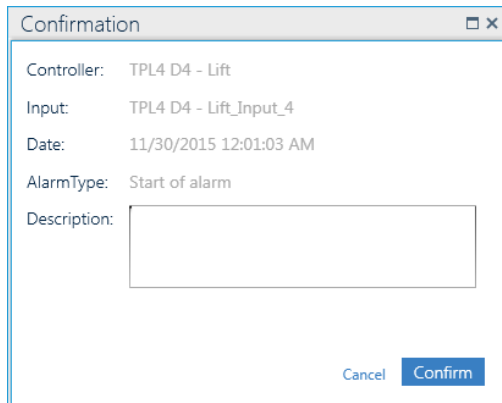 Confirmation
Controller: TPL4 D4 - Lift
Input: TPL4 D4 - Lift_Input_4
Date: 11/30/2015 12:01:03 AM
AlarmType: Start of alarm
Description:
Cancel Confirm